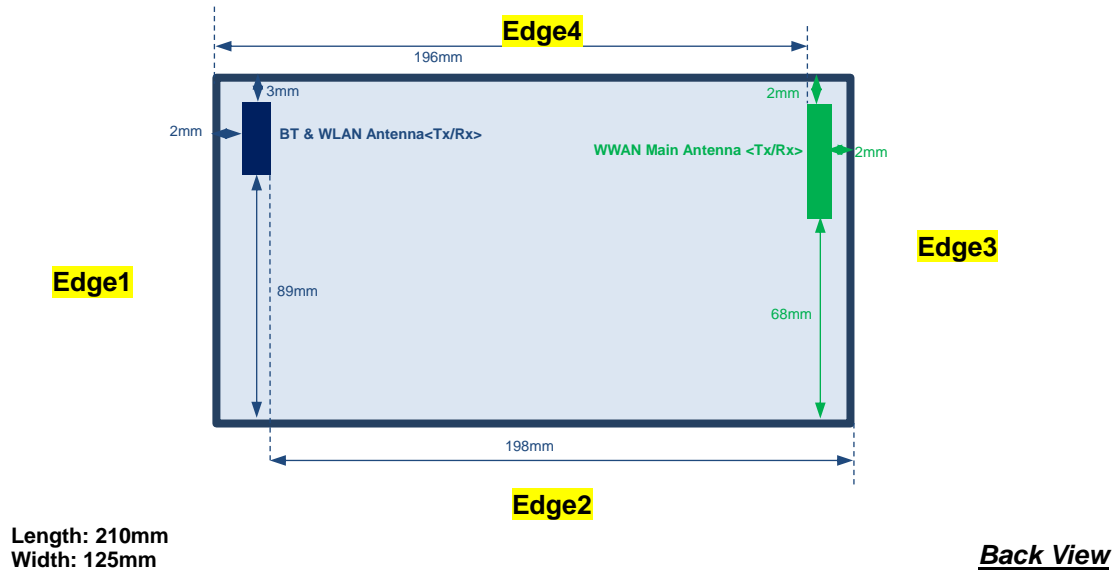 Edge4
196mm
3mm
2mm
2mm
BT & WLAN Antenna<Tx/Rx>
WWAN Main Antenna <Tx/Rx>
2mm
Edge3
Edge1
89mm
68mm
198mm
Edge2
Length: 210mm
Width: 125mm
Back View